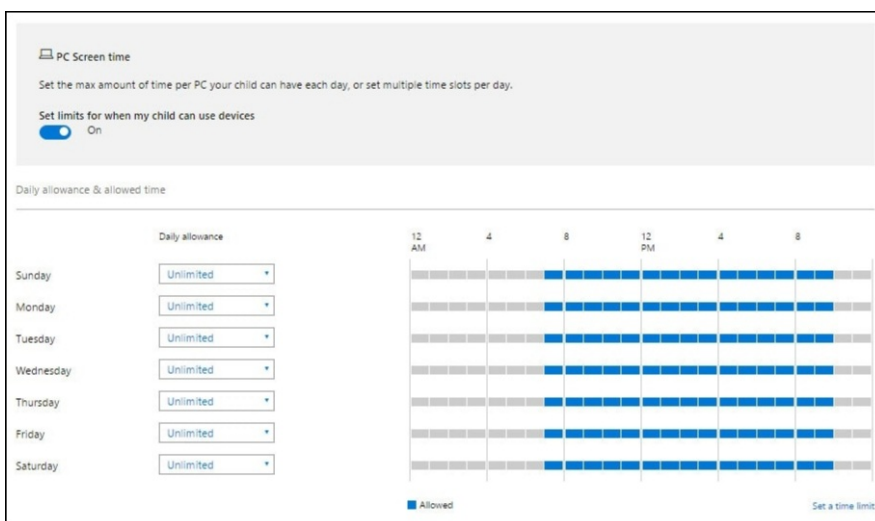 PC Screen time
Set the max amount of time per PC your child can have each day, or set multiple time slots per day.
Set limits for when my child can use devices
On
Daily allowance & allowed time
Daily allowance 12 AM 4 8 12 PM 4 8
Sunday Unlimited
Monday Unlimited
Tuesday Unlimited
Wednesday Unlimited
Thursday Unlimited
Friday Unlimited
Saturday Unlimited
Allowed Set a time limit